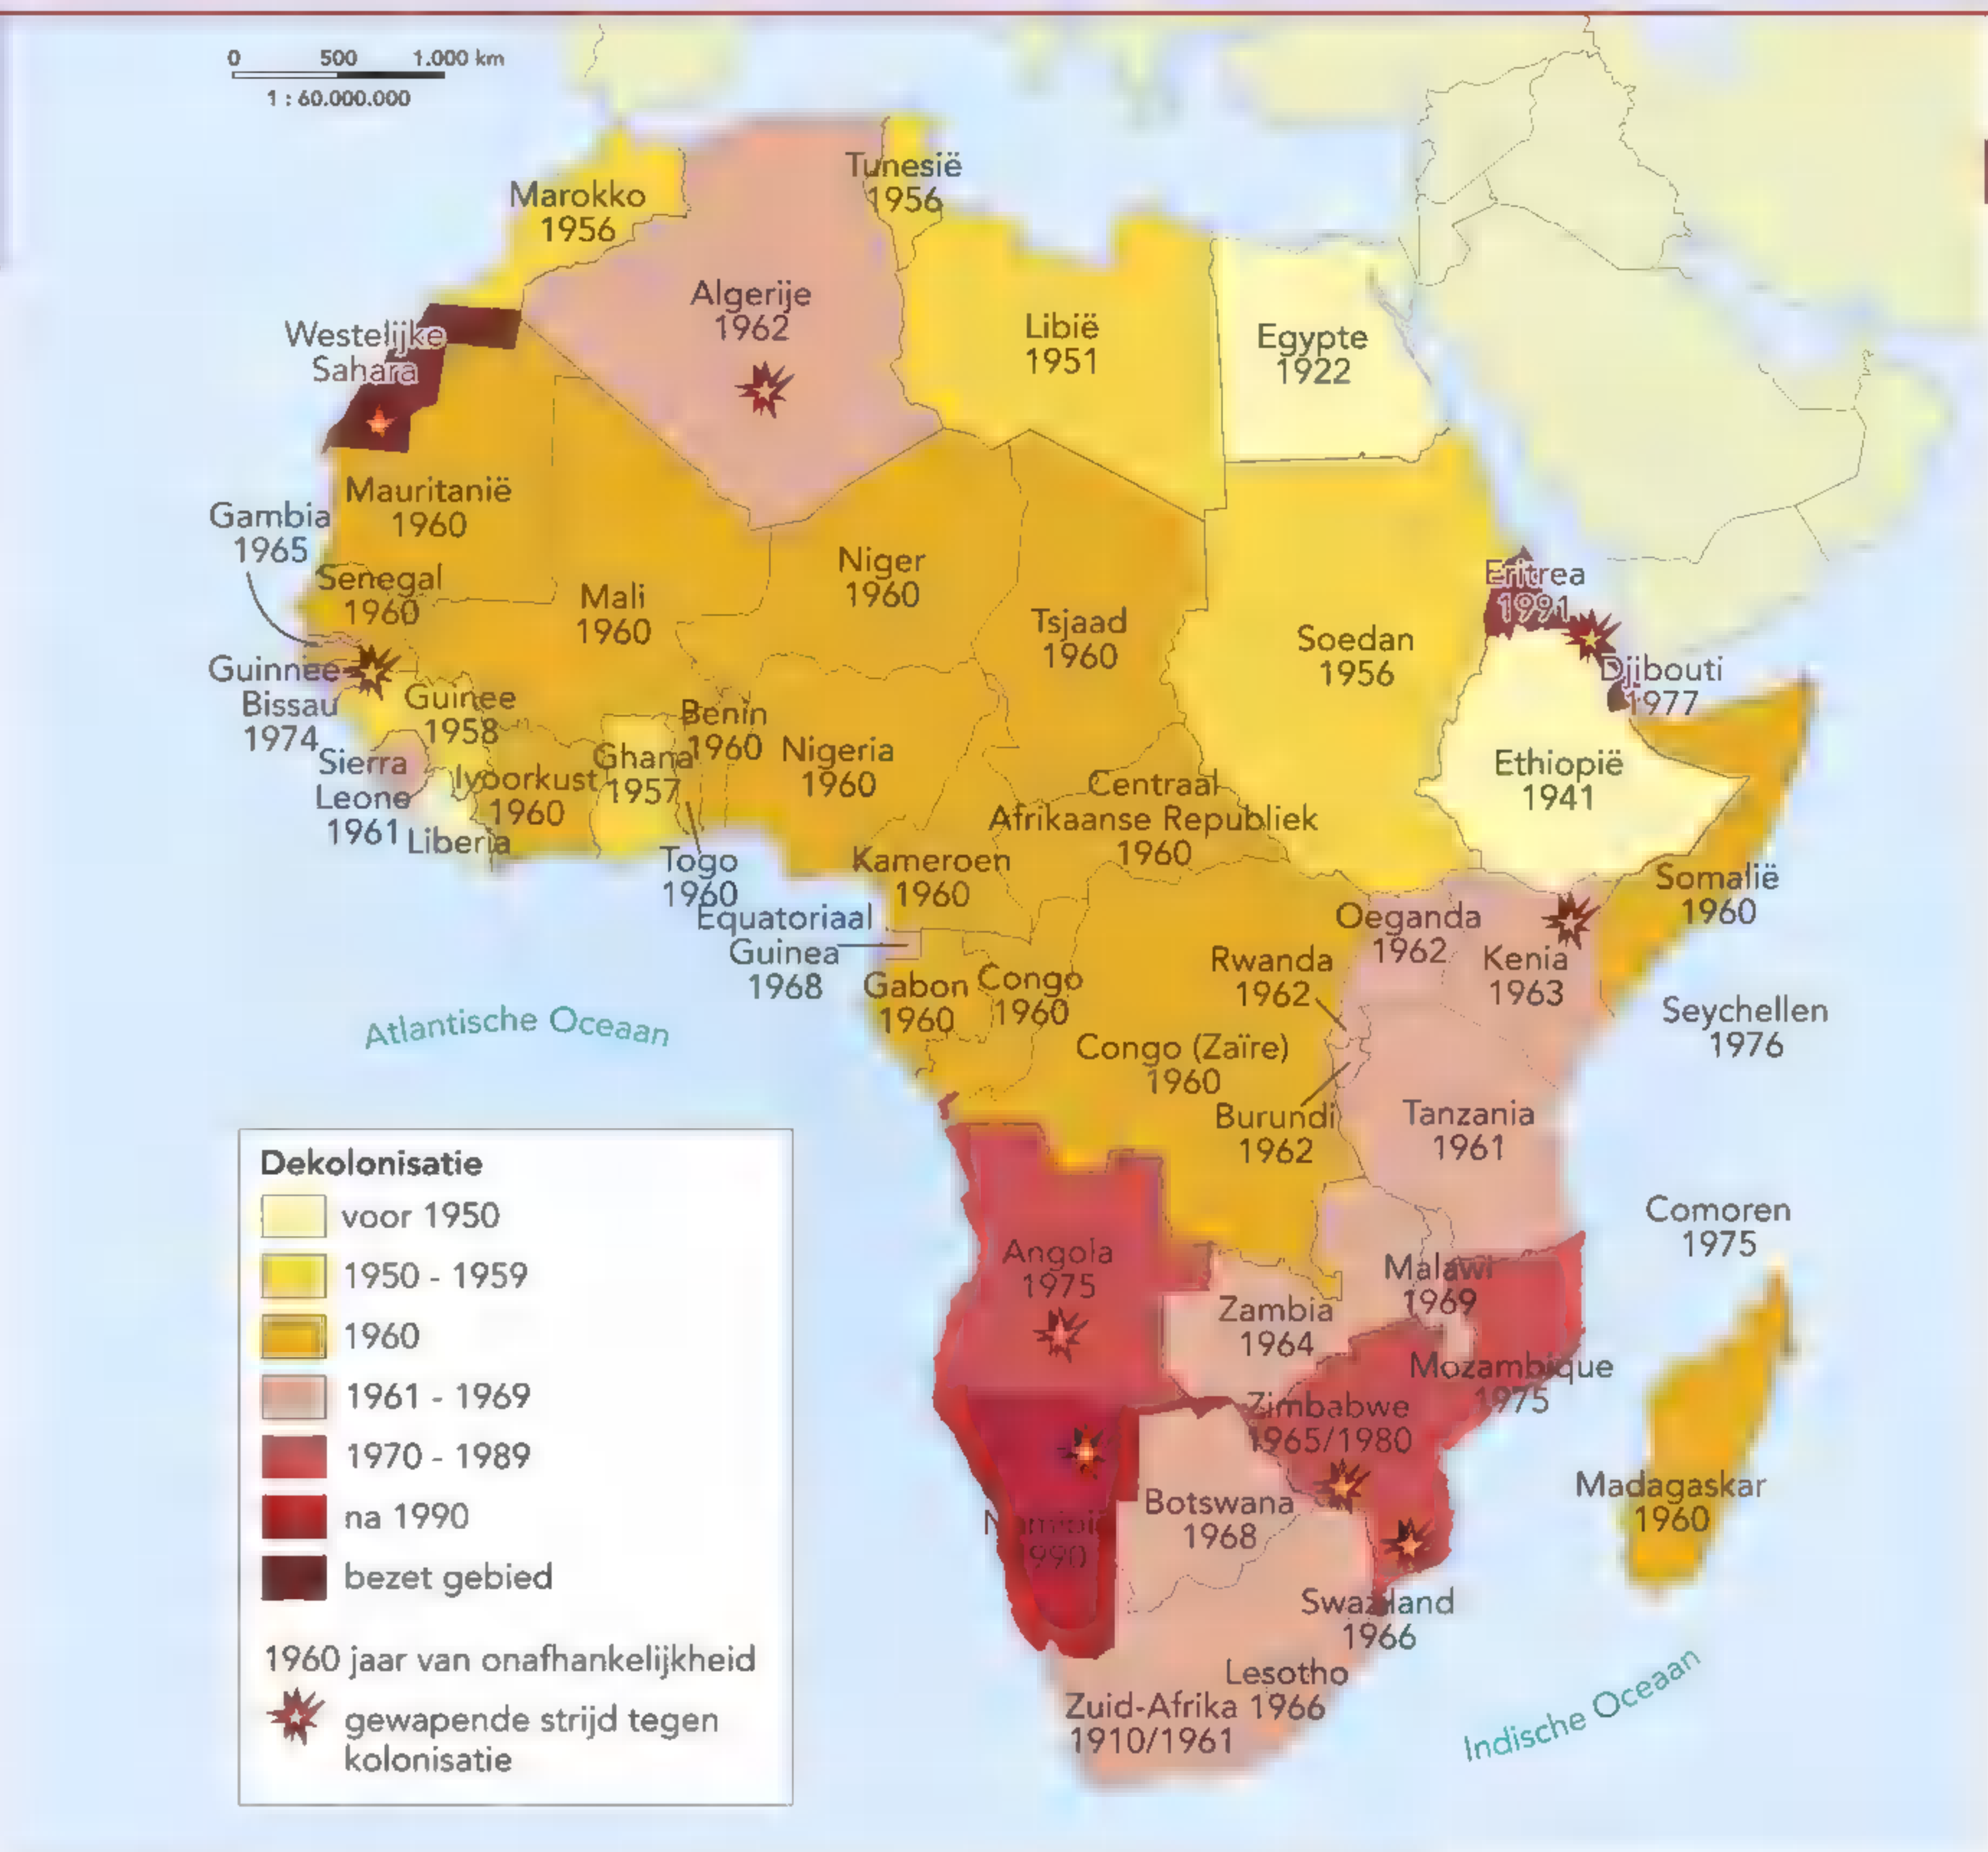 0 500 1.000 km
1 : 60.000.000
Tunesië
1956
Marokko
1956
Algerije
1962
Libië
1951
Egypte
1922
Westelijke
Sahara
Mauritanië
1960
Gambia
1965
Senegal
1960
Mali
1960
Niger
1960
Tsjaad
1960
Soedan
1956
Eritrea
1991
Djibouti
1977
Guinnee
Bissau
1974
Guinee
1958
Sierra
Leone
1961
Liberia
Ivoorkust
1960
Ghana
1957
Benin
1960
Nigeria
1960
Togo
1960
Centraal
Afrikaanse Republiek
1960
Ethiopië
1941
Somalië
1960
Kameroen
1960
Equatoriaal
Guinea
1968
Gabon
1960
Congo
1960
Oeganda
1962
Kenia
1963
Rwanda
1962
Seychellen
1976
Congo (Zaïre)
1960
Burundi
1962
Tanzania
1961
Atlantische Oceaan
Comoren
1975
Angola
1975
Zambia
1964
Malawi
1969
Mozambique
1975
Zimbabwe
1965/1980
Namibië
1990
Botswana
1968
Madagaskar
1960
Swaziland
1966
Lesotho
1966
Zuid-Afrika
1910/1961
Indische Oceaan
Dekolonisatie
voor 1950
1950 - 1959
1960
1961 - 1969
1970 - 1989
na 1990
bezet gebied
1960 jaar van onafhankelijkheid
gewapende strijd tegen
kolonisatie